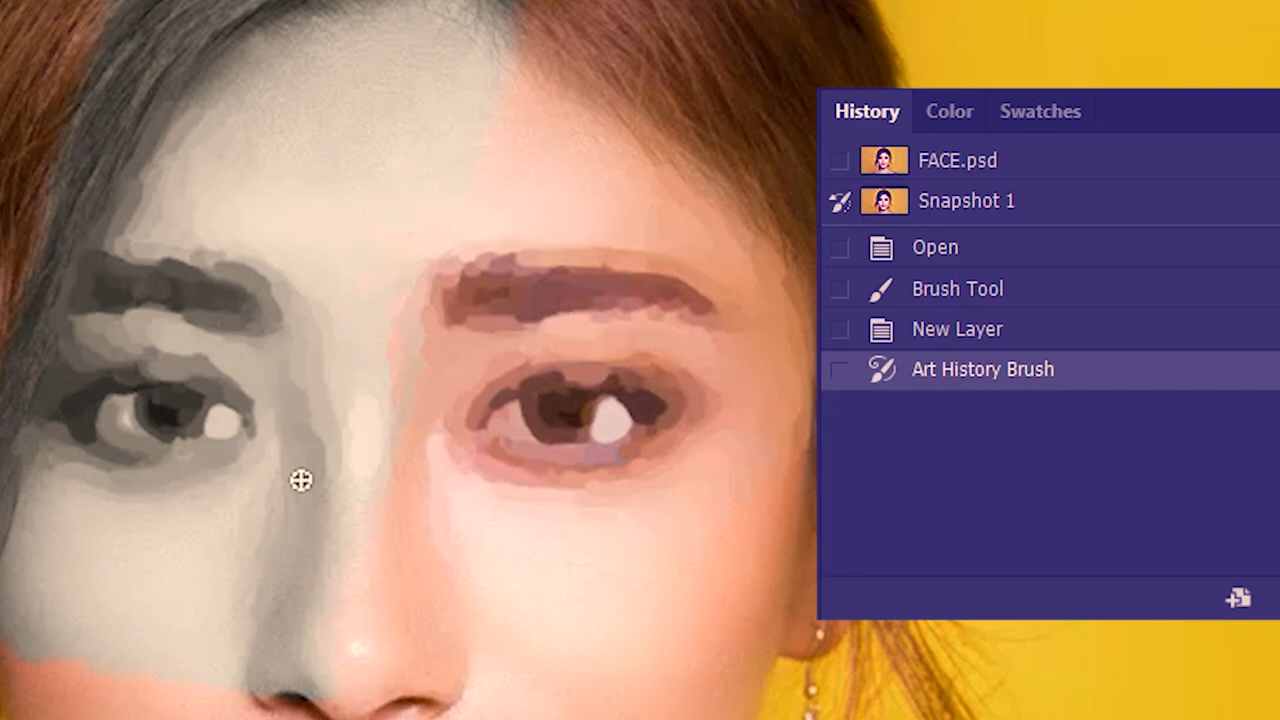 History Color Swatches
FACE.psd
Snapshot 1
Open
Brush Tool
New Layer
Art History Brush